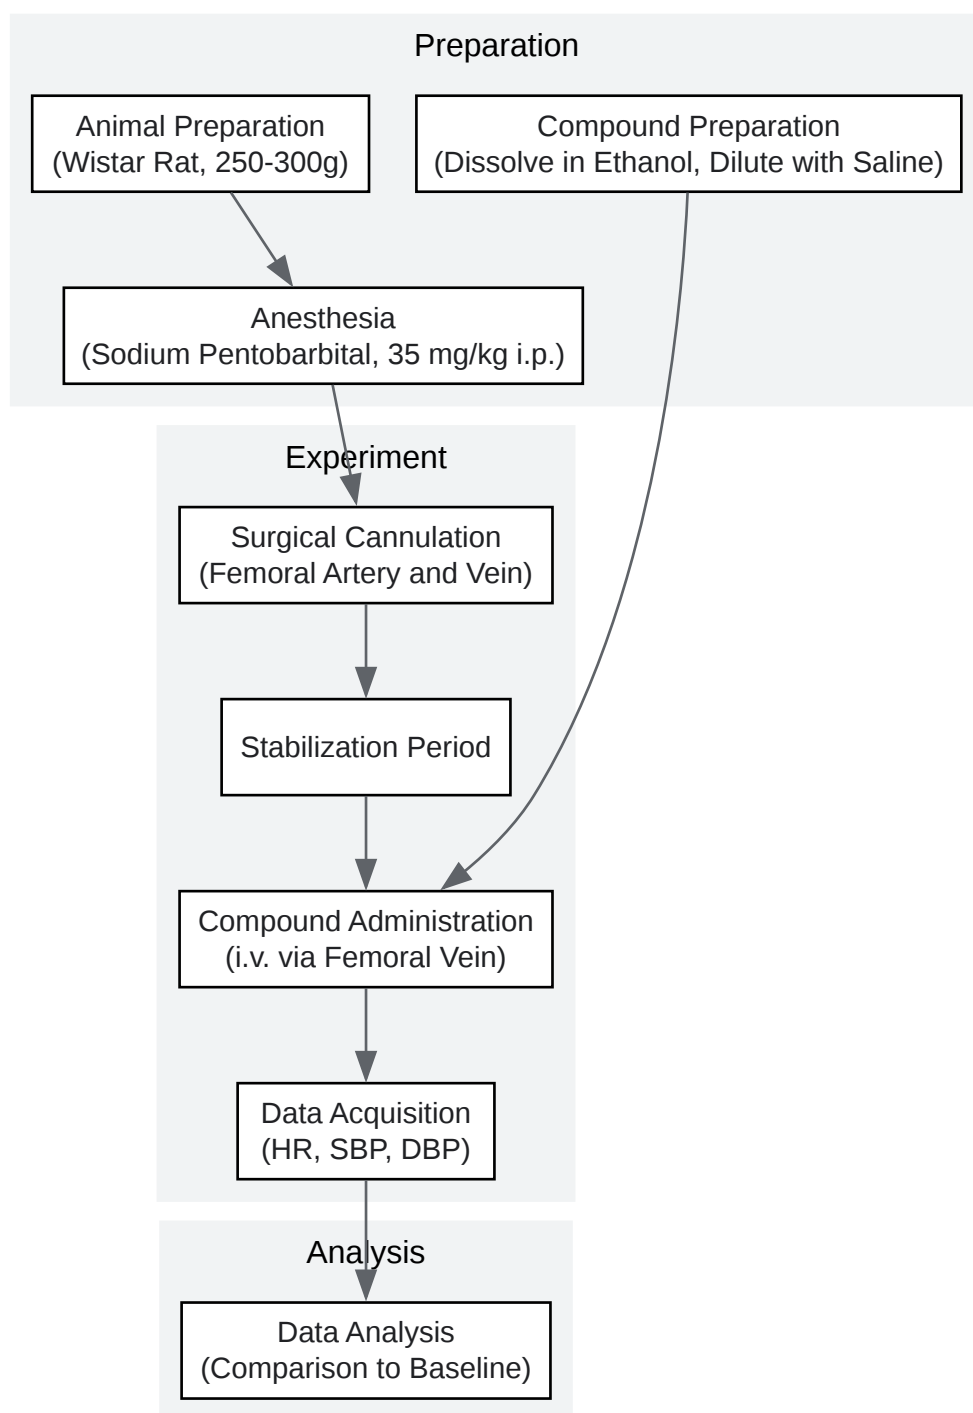 Preparation
Animal Preparation
(Wistar Rat, 250-300g)
Compound Preparation
(Dissolve in Ethanol, Dilute with Saline)
Anesthesia
(Sodium Pentobarbital, 35 mg/kg i.p.)
Experiment
Surgical Cannulation
(Femoral Artery and Vein)
Stabilization Period
Compound Administration
(i.v. via Femoral Vein)
Data Acquisition
(HR, SBP, DBP)
Analysis
Data Analysis
(Comparison to Baseline)